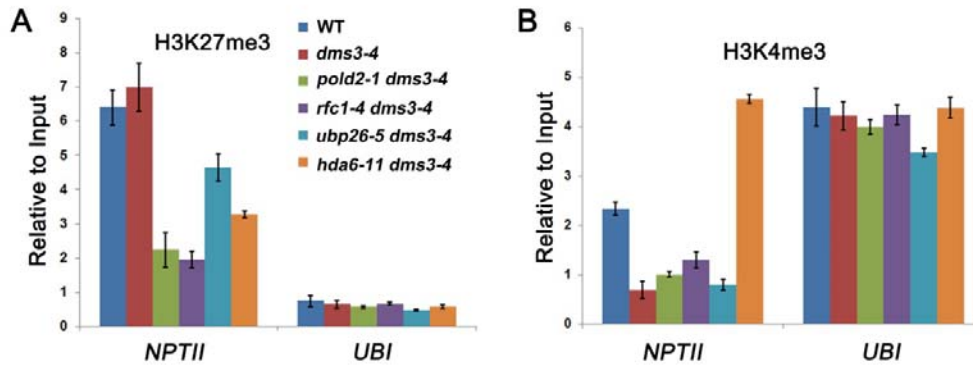 A
H3K27me3
Relative to Input
9
8
7
6
5
4
3
2
1
0
NPTII
UBI
WT
dms3-4
pold2-1 dms3-4
rfc1-4 dms3-4
ubp26-5 dms3-4
hda6-11 dms3-4
B
H3K4me3
Relative to Input
6
5
4
3
2
1
0
NPTII
UBI